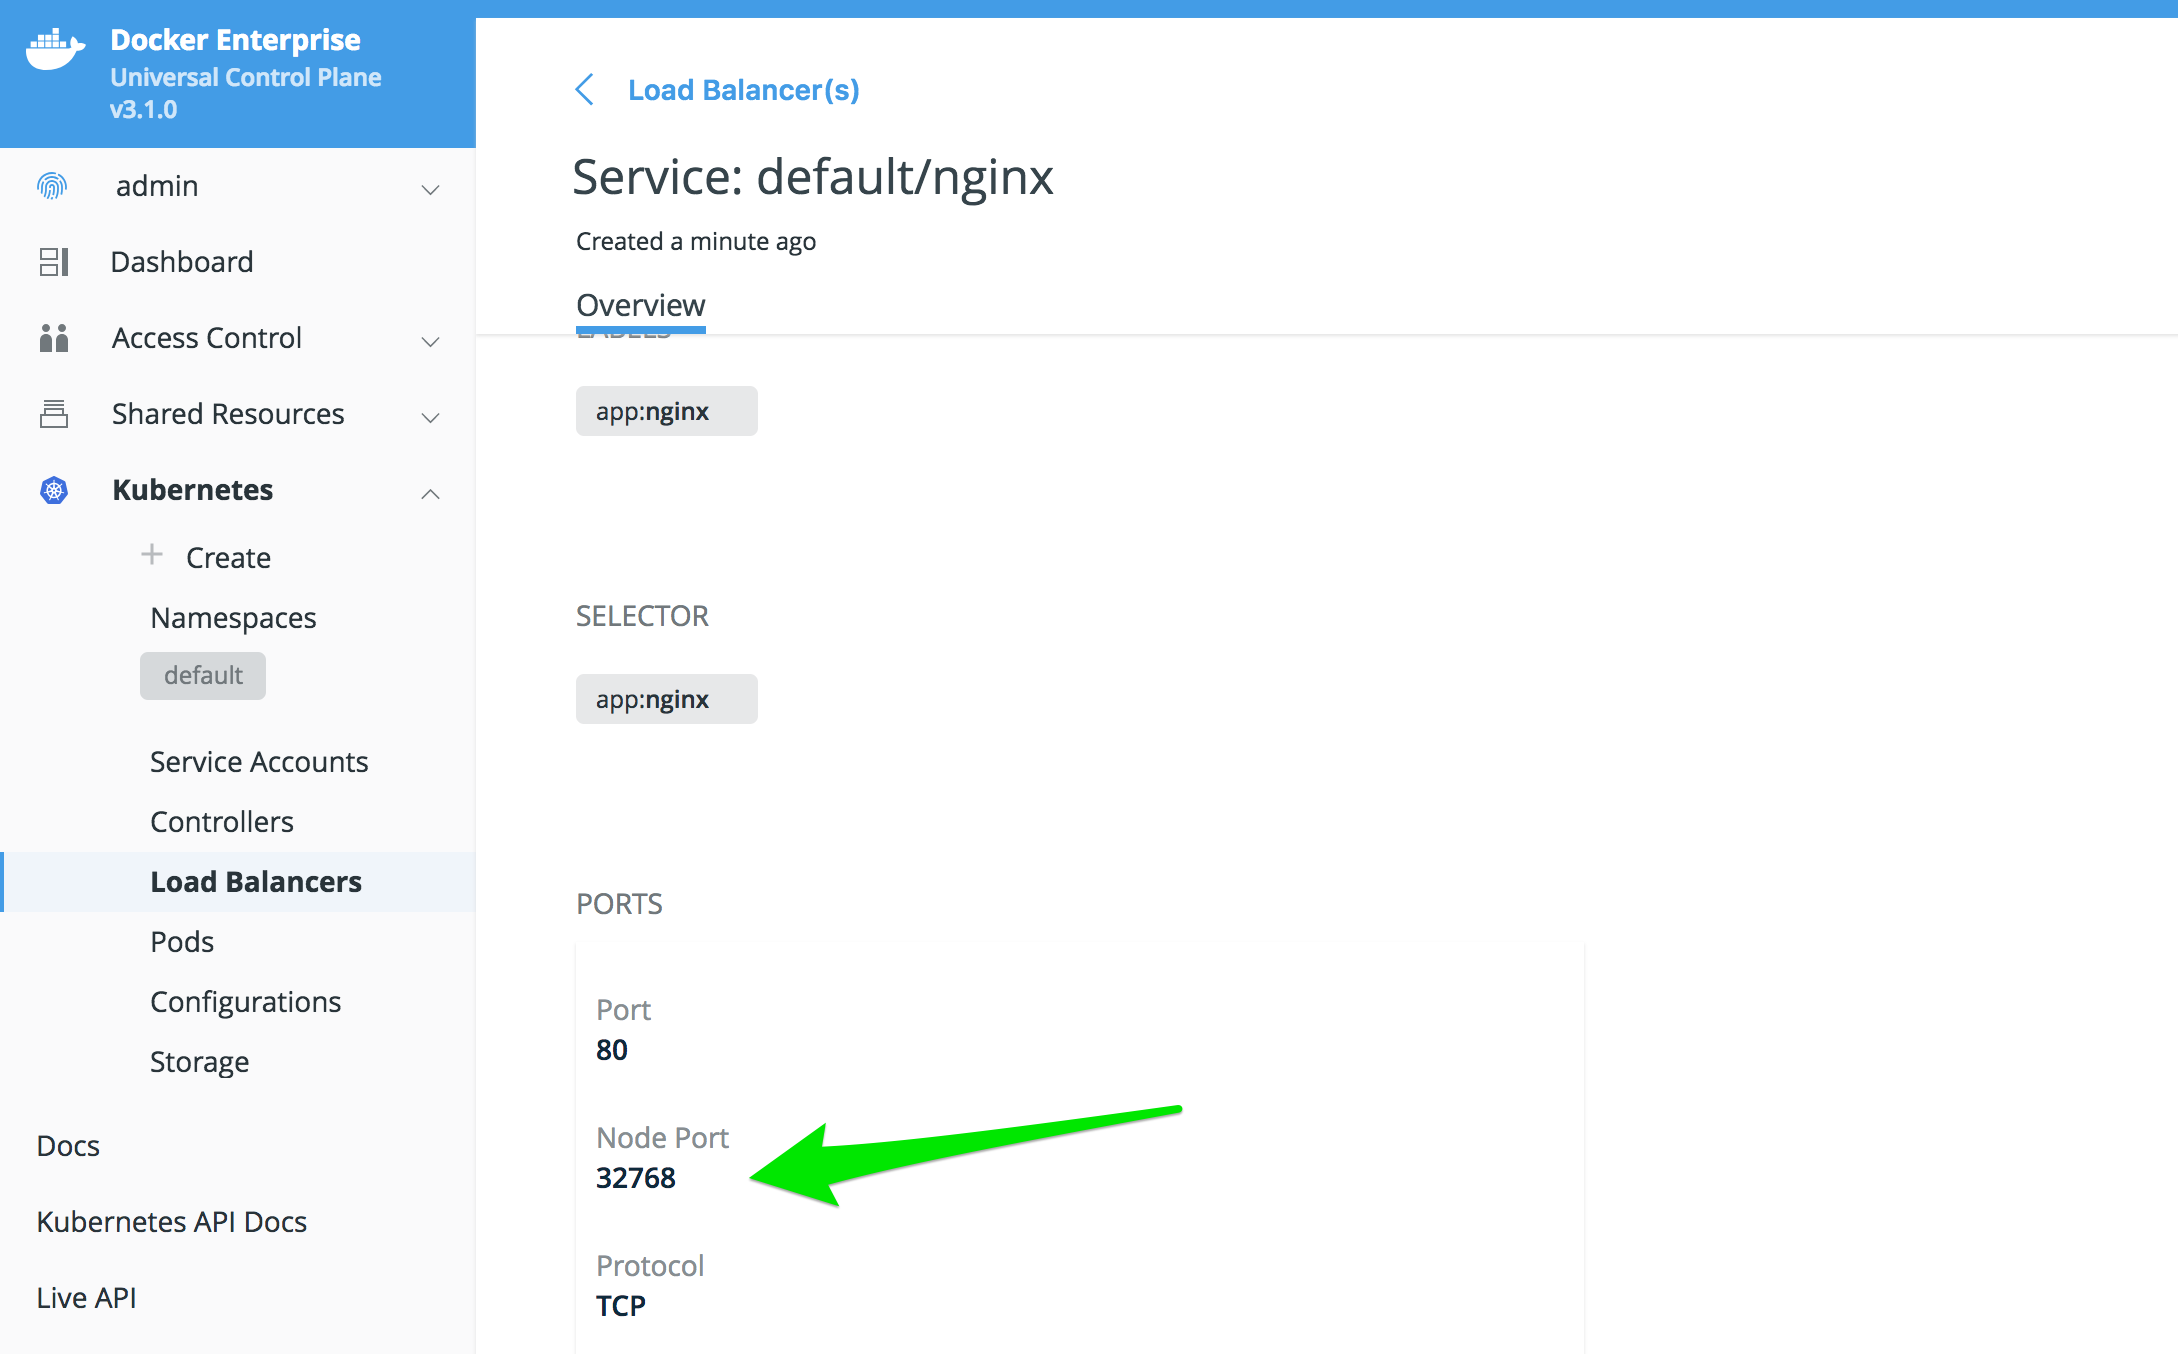 Docker Enterprise
Universal Control Plane
v3.1.0
admin
Dashboard
Access Control
Shared Resources
Kubernetes
+ Create
Namespaces
default
Service Accounts
Controllers
Load Balancers
Pods
Configurations
Storage
Docs
Kubernetes API Docs
Live API
Load Balancer(s)
Service: default/nginx
Created a minute ago
Overview
LABELS
app:nginx
SELECTOR
app:nginx
PORTS
Port
80
Node Port
32768
Protocol
TCP